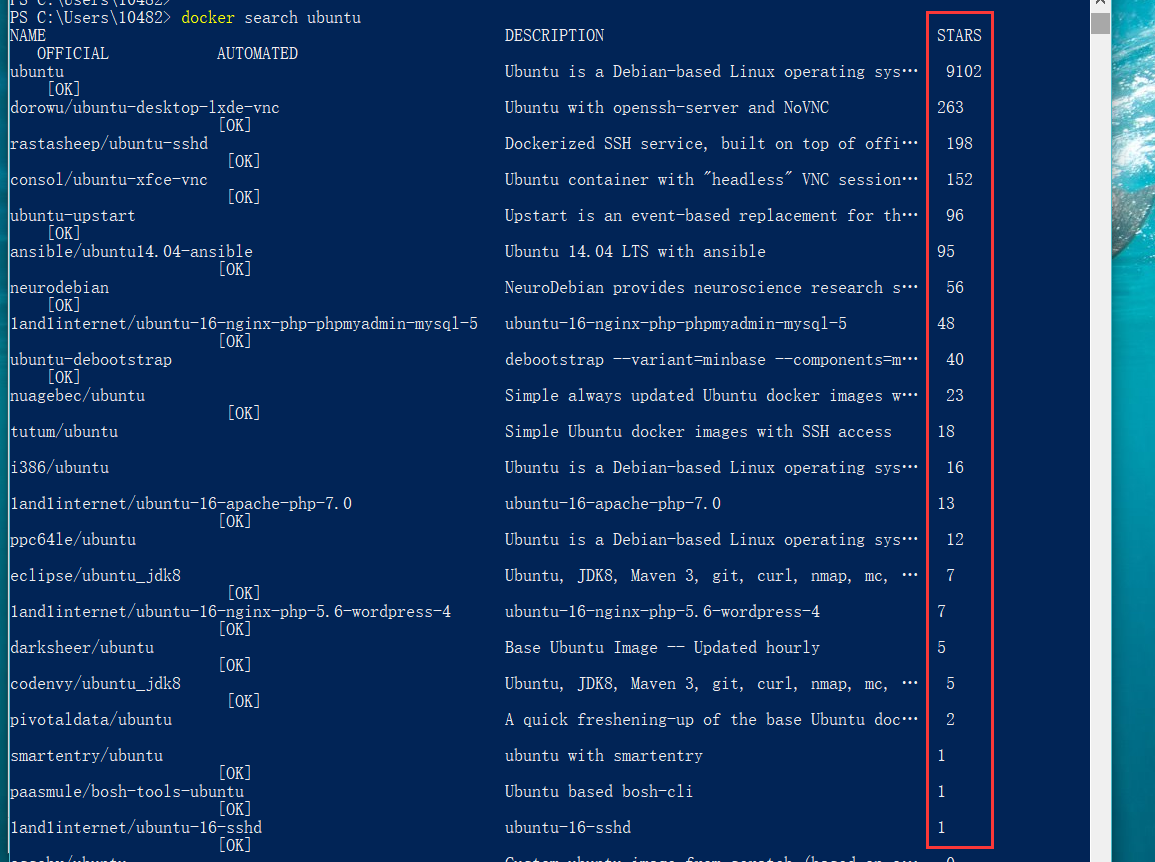 PS C:\Users\10482>
PS C:\Users\10482> docker search ubuntu
NAME DESCRIPTION STARS
OFFICIAL AUTOMATED
ubuntu Ubuntu is a Debian-based Linux operating sys… 9102
[OK]
dorowu/ubuntu-desktop-lxde-vnc Ubuntu with openssh-server and NoVNC 263
[OK]
rastasheep/ubuntu-sshd Dockerized SSH service, built on top of offi… 198
[OK]
consol/ubuntu-xfce-vnc Ubuntu container with "headless" VNC session… 152
[OK]
ubuntu-upstart Upstart is an event-based replacement for th… 96
[OK]
ansible/ubuntu14.04-ansible Ubuntu 14.04 LTS with ansible 95
[OK]
neurodebian NeuroDebian provides neuroscience research s… 56
[OK]
1and1internet/ubuntu-16-nginx-php-phpmyadmin-mysql-5 ubuntu-16-nginx-php-phpmyadmin-mysql-5 48
[OK]
ubuntu-debootstrap debootstrap --variant=minbase --components=m… 40
[OK]
nuagebec/ubuntu Simple always updated Ubuntu docker images w… 23
[OK]
tutum/ubuntu Simple Ubuntu docker images with SSH access 18
i386/ubuntu Ubuntu is a Debian-based Linux operating sys… 16
1and1internet/ubuntu-16-apache-php-7.0 ubuntu-16-apache-php-7.0 13
[OK]
ppc64le/ubuntu Ubuntu is a Debian-based Linux operating sys… 12
eclipse/ubuntu_jdk8 Ubuntu, JDK8, Maven 3, git, curl, nmap, mc, … 7
[OK]
1and1internet/ubuntu-16-nginx-php-5.6-wordpress-4 ubuntu-16-nginx-php-5.6-wordpress-4 7
[OK]
darksheer/ubuntu Base Ubuntu Image -- Updated hourly 5
[OK]
codenvy/ubuntu_jdk8 Ubuntu, JDK8, Maven 3, git, curl, nmap, mc, … 5
[OK]
pivotaldata/ubuntu A quick freshening-up of the base Ubuntu doc… 2
smartentry/ubuntu ubuntu with smartentry 1
[OK]
paasmule/bosh-tools-ubuntu Ubuntu based bosh-cli 1
[OK]
1and1internet/ubuntu-16-sshd ubuntu-16-sshd 1
[OK]